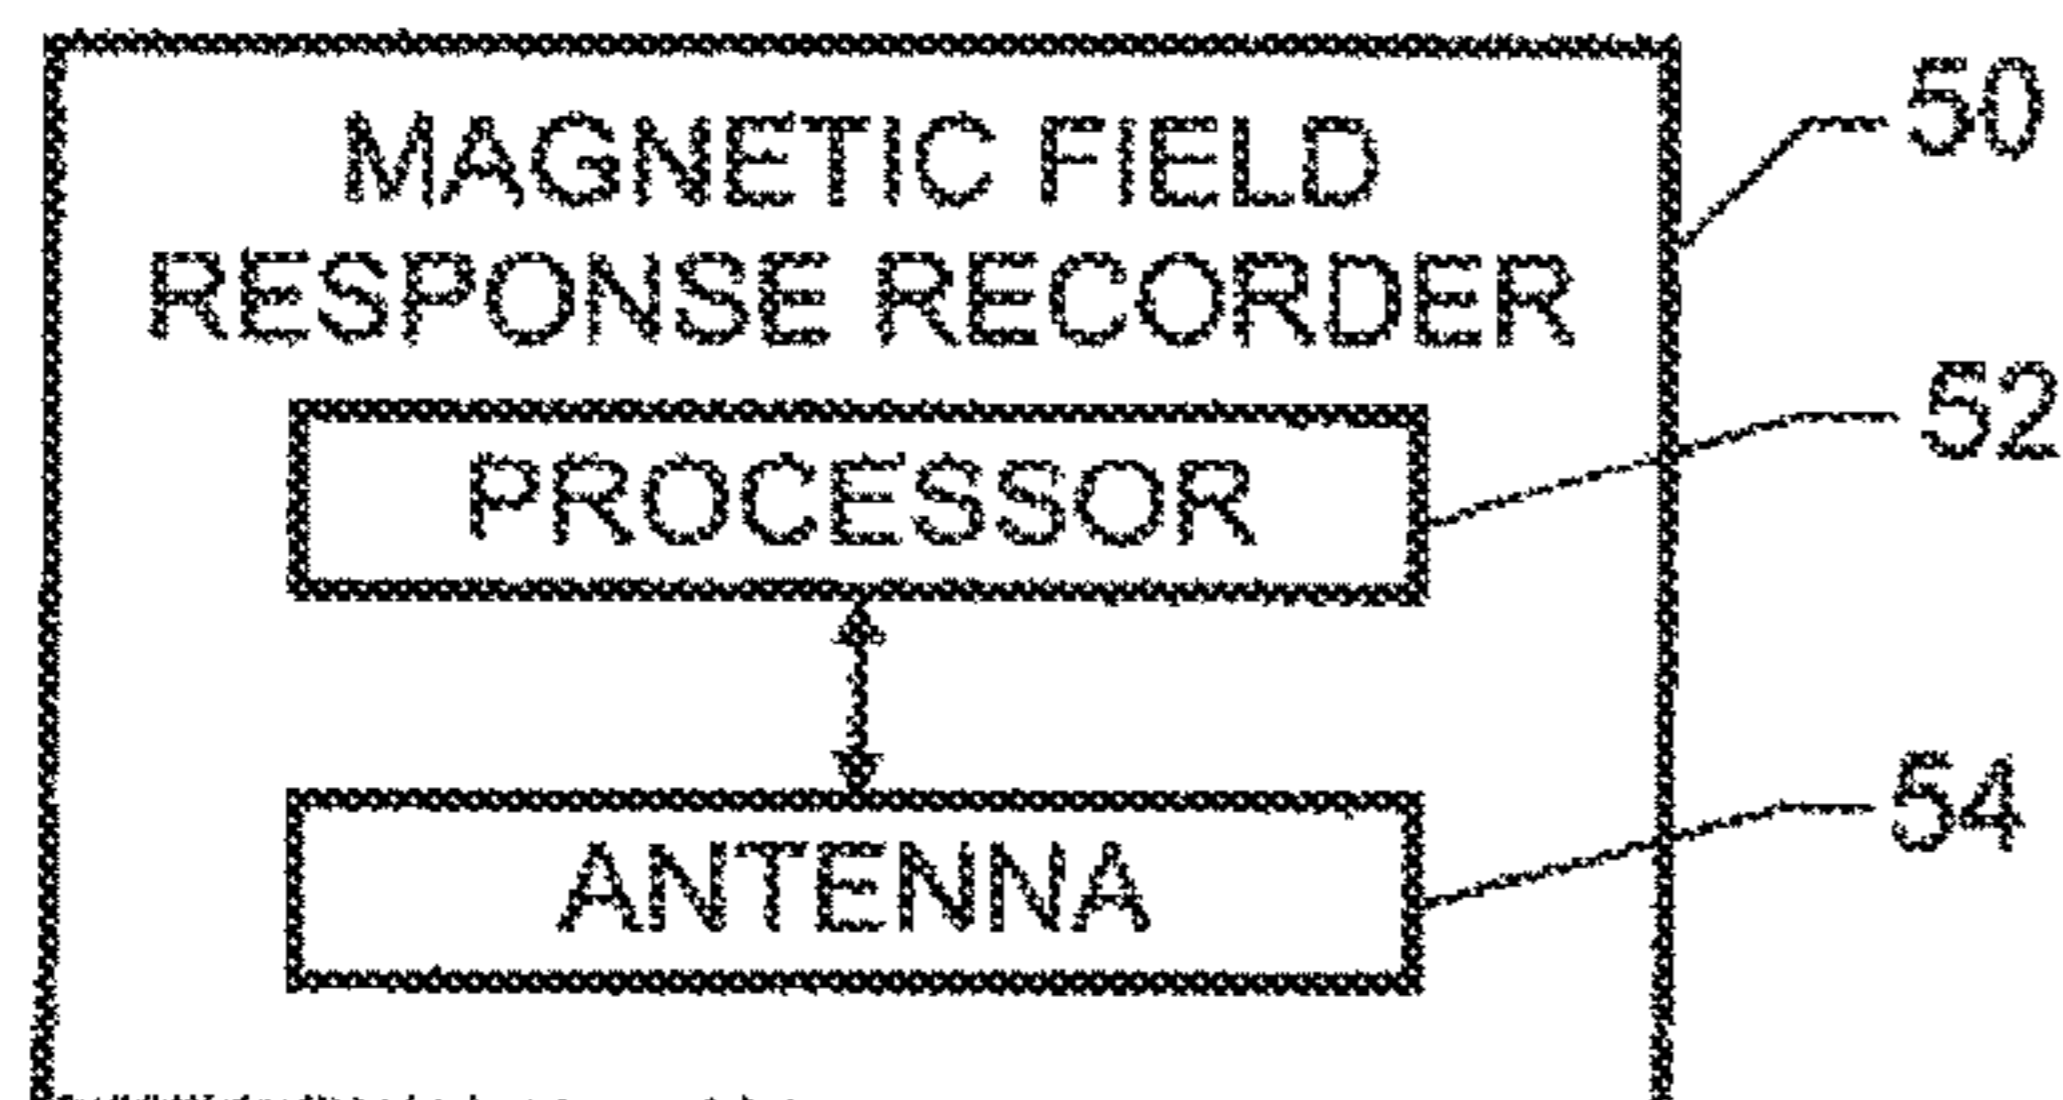 MAGNETIC FIELD
50
RESPONSE RECORDER
52
PROCESSOR
54
ANTENNA